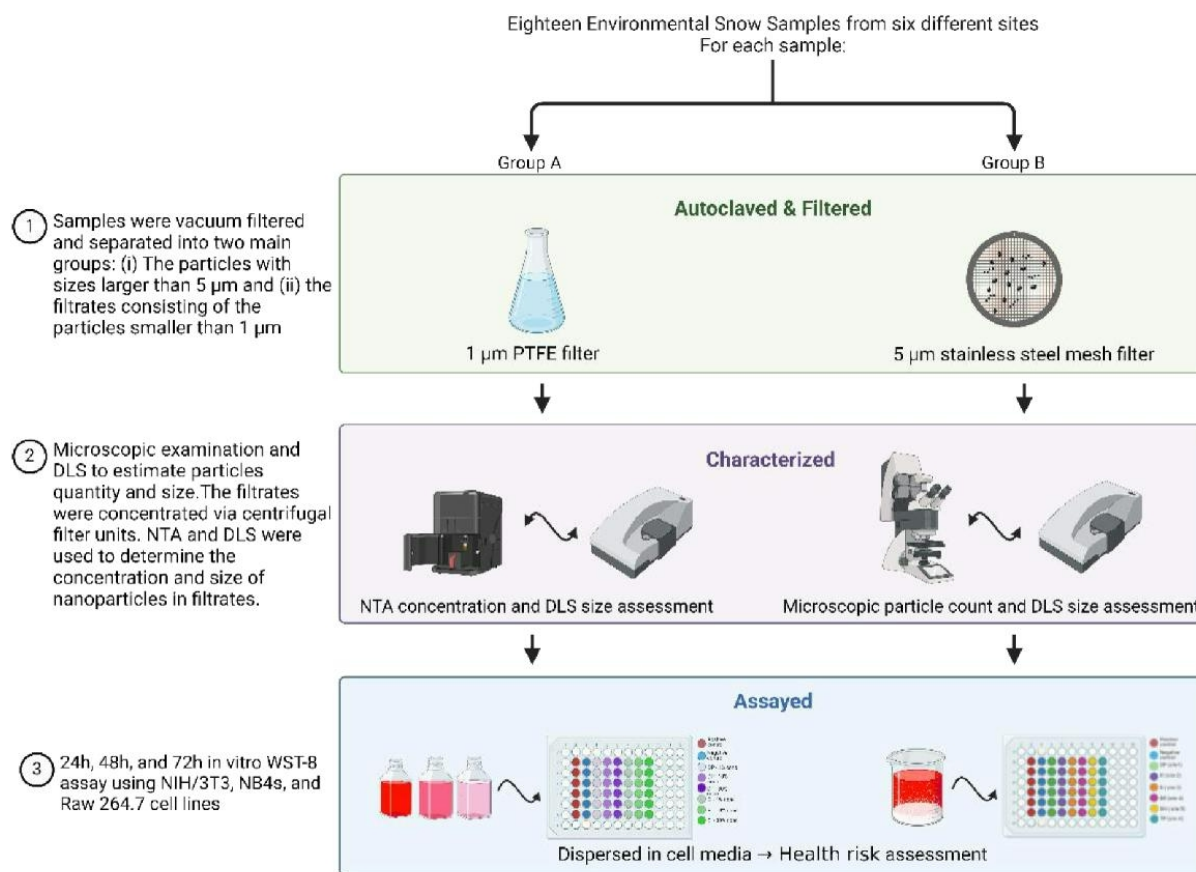 Eighteen Environmental Snow Samples from six different sites
For each sample:
Group A
Group B
Autoclaved & Filtered
1
Samples were vacuum filtered
and separated into two main
groups: (i) The particles with
sizes larger than 5 µm and (ii) the
filtrates consisting of the
particles smaller than 1 µm
1 µm PTFE filter
5 µm stainless steel mesh filter
2
Microscopic examination and
DLS to estimate particles
quantity and size.The filtrates
were concentrated via centrifugal
filter units. NTA and DLS were
used to determine the
concentration and size of
nanoparticles in filtrates.
Characterized
NTA concentration and DLS size assessment
Microscopic particle count and DLS size assessment
Assayed
3
24h, 48h, and 72h in vitro WST-8
assay using NIH/3T3, NB4s, and
Raw 264.7 cell lines
Dispersed in cell media → Health risk assessment